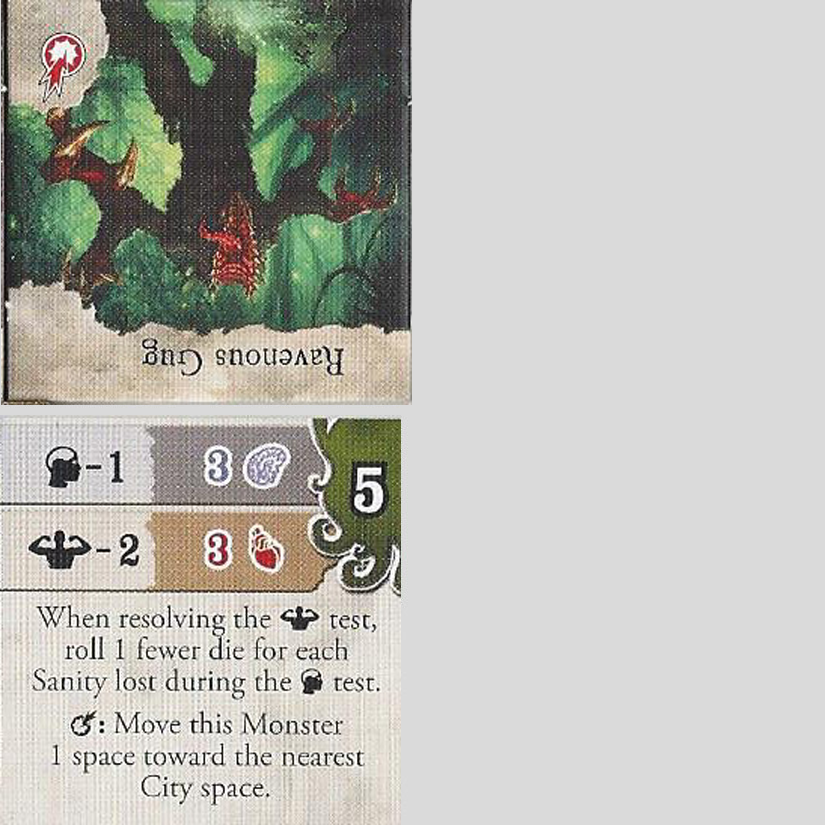 Ravenous Gug
-1 3 5
-2 3
When resolving the test,
roll 1 fewer die for each
Sanity lost during the test.
: Move this Monster
1 space toward the nearest
City space.